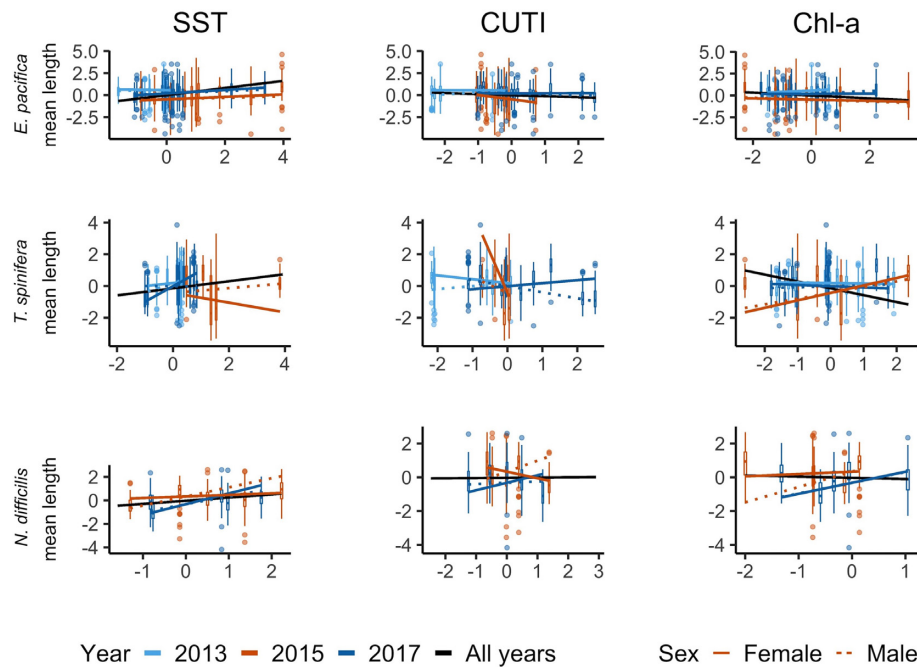 SST CUTI Chl-a
E. pacifica
mean length
5.0 2.5 0.0 -2.5
0 2 4
5.0 2.5 0.0 -2.5
-2 -1 0 1 2
5.0 2.5 0.0 -2.5
-2 0 2
T. spinifera
mean length
4 2 0 -2
-2 0 2 4
4 2 0 -2
-2 -1 0 1 2
4 2 0 -2
-2 0 2
N. difficilis
mean length
2 0 -2 -4
-1 0 1 2
2 0 -2 -4
-2 -1 0 1 2 3
2 0 -2 -4
-2 -1 0 1
Year 2013 2015 2017 All years Sex Female Male